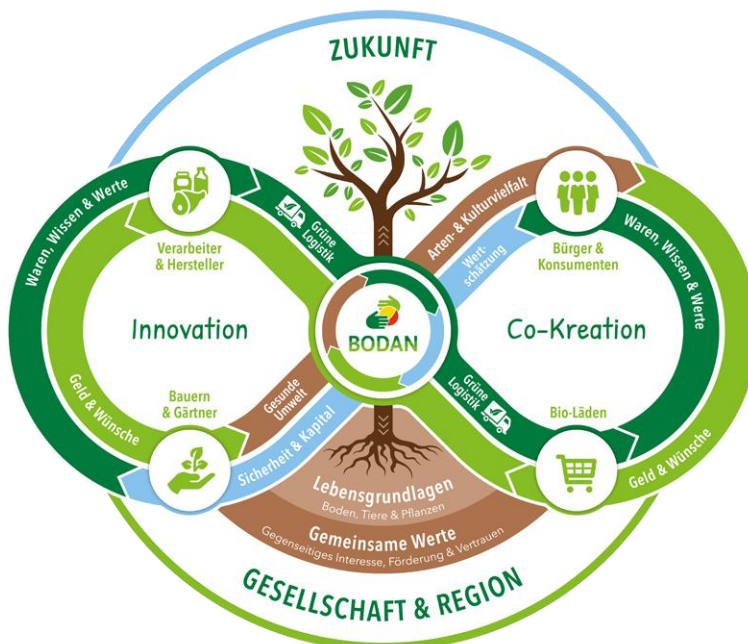 ZUKUNFT
Waren, Wissen & Werte
Verarbeiter
& Hersteller
Grüne
Logistik
Arten- & Kulturvielfalt
Wert-
schätzung
Bürger &
Konsumenten
Waren, Wissen & Werte
Innovation
BODAN
Co-Kreation
Geld & Wünsche
Bauern
& Gärtner
Gesunde
Umwelt
Sicherheit & Kapital
Grüne
Logistik
Bio-Läden
Geld & Wünsche
Lebensgrundlagen
Boden, Tiere & Pflanzen
Gemeinsame Werte
Gegenseitiges Interesse, Förderung & Vertrauen
GESELLSCHAFT & REGION